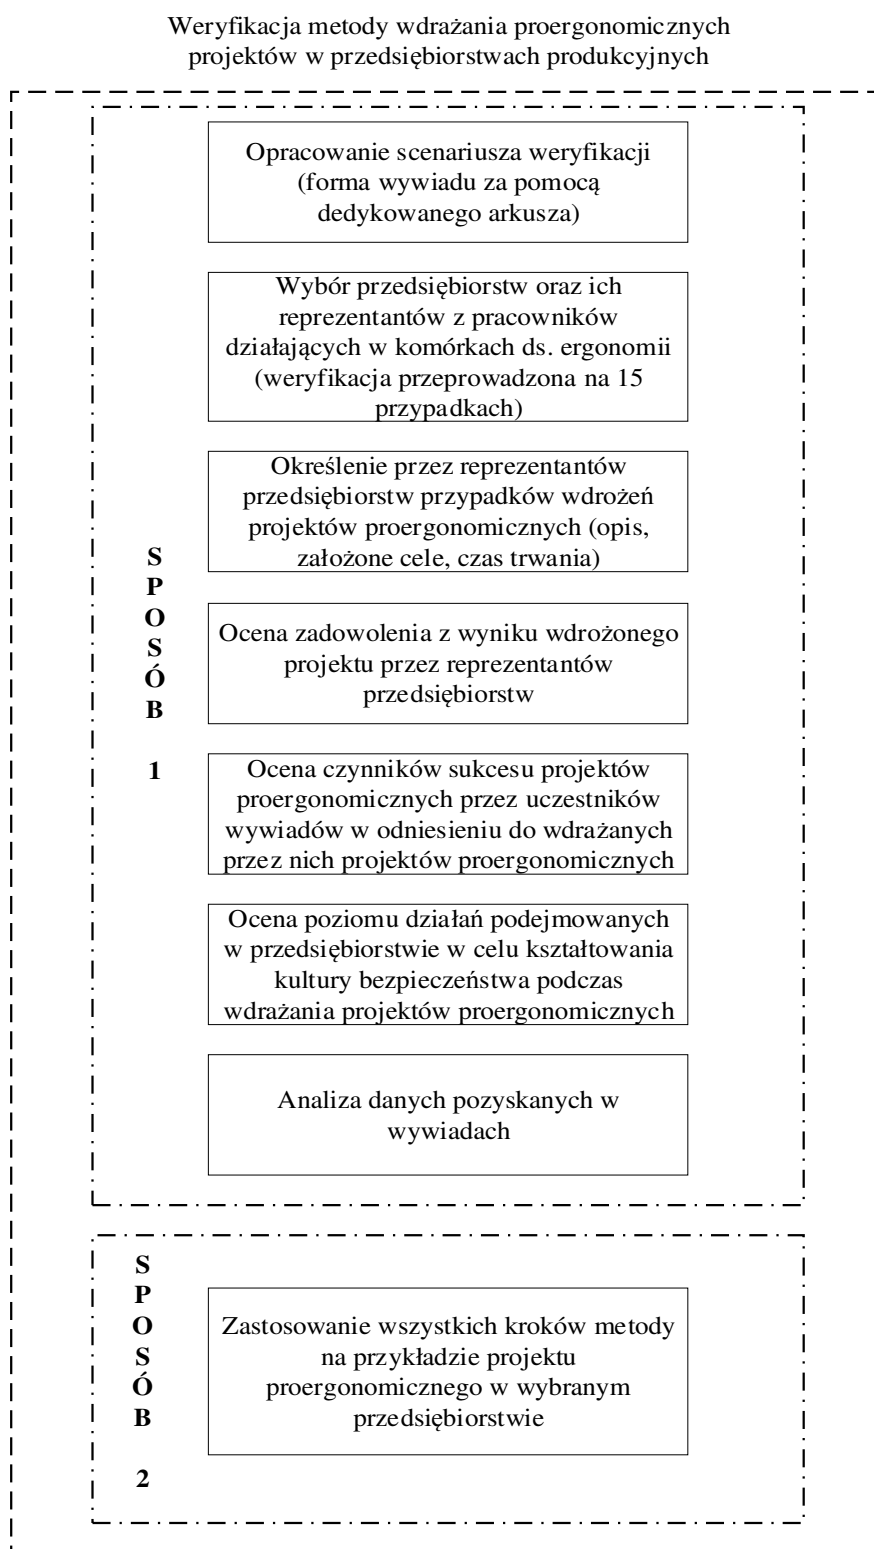 Weryfikacja metody wdrażania proergonomicznych
projektów w przedsiębiorstwach produkcyjnych
Opracowanie scenariusza weryfikacji
(forma wywiadu za pomocą
dedykowanego arkusza)
Wybór przedsiębiorstw oraz ich
reprezentantów z pracowników
działających w komórkach ds. ergonomii
(weryfikacja przeprowadzona na 15
przypadkach)
Określenie przez reprezentantów
przedsiębiorstw przypadków wdrożeń
projektów proergonomicznych (opis,
założone cele, czas trwania)
SPOSÓB 1
Ocena zadowolenia z wyniku wdrożonego
projektu przez reprezentantów
przedsiębiorstw
Ocena czynników sukcesu projektów
proergonomicznych przez uczestników
wywiadów w odniesieniu do wdrażanych
przez nich projektów proergonomicznych
Ocena poziomu działań podejmowanych
w przedsiębiorstwie w celu kształtowania
kultury bezpieczeństwa podczas
wdrażania projektów proergonomicznych
Analiza danych pozyskanych w
wywiadach
SPOSÓB 2
Zastosowanie wszystkich kroków metody
na przykładzie projektu
proergonomicznego w wybranym
przedsiębiorstwie